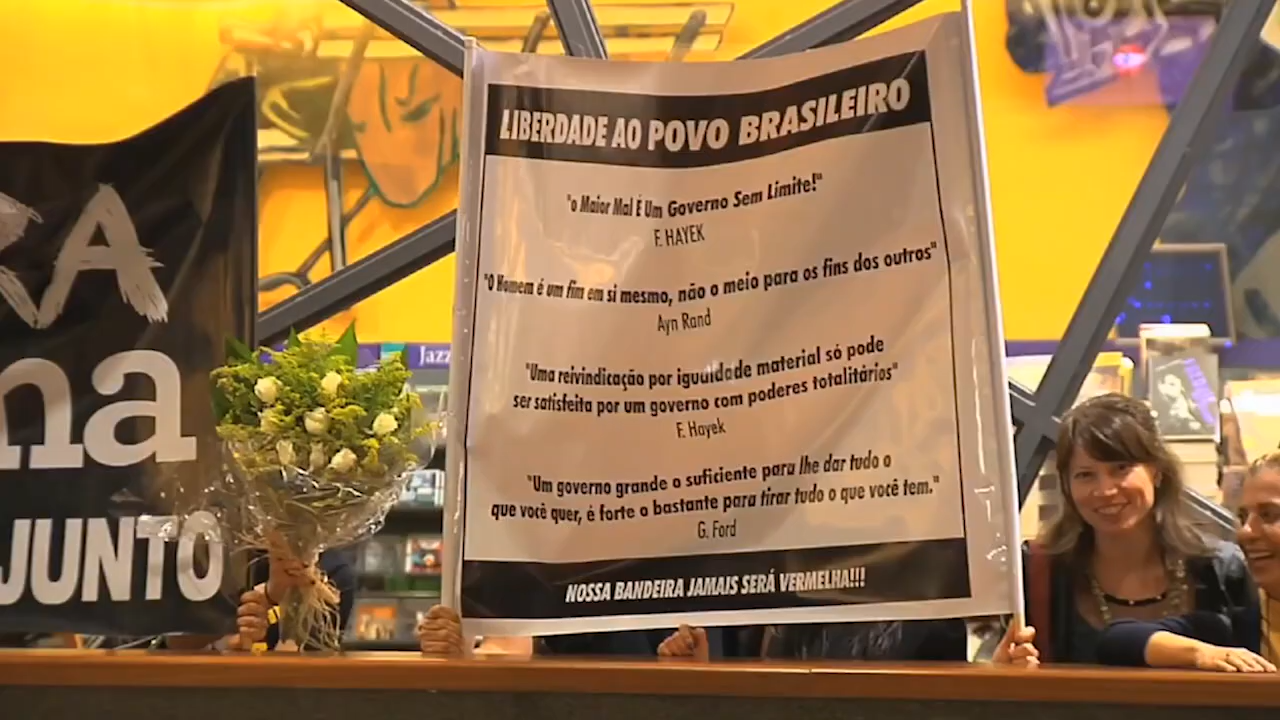 LIBERDADE AO POVO BRASILEIRO
"o Maior Mal É Um Governo Sem Limite!"
F. HAYEK
"O Homem é um fim em si mesmo, não o meio para os fins dos outros"
Ayn Rand
"Uma reivindicação por igualdade material só pode
ser satisfeita por um governo com poderes totalitários"
F. Hayek
"Um governo grande o suficiente para lhe dar tudo o
que você quer, é forte o bastante para tirar tudo o que você tem."
G. Ford
NOSSA BANDEIRA JAMAIS SERÁ VERMELHA!!!
RA
na
JUNTO
Jazz